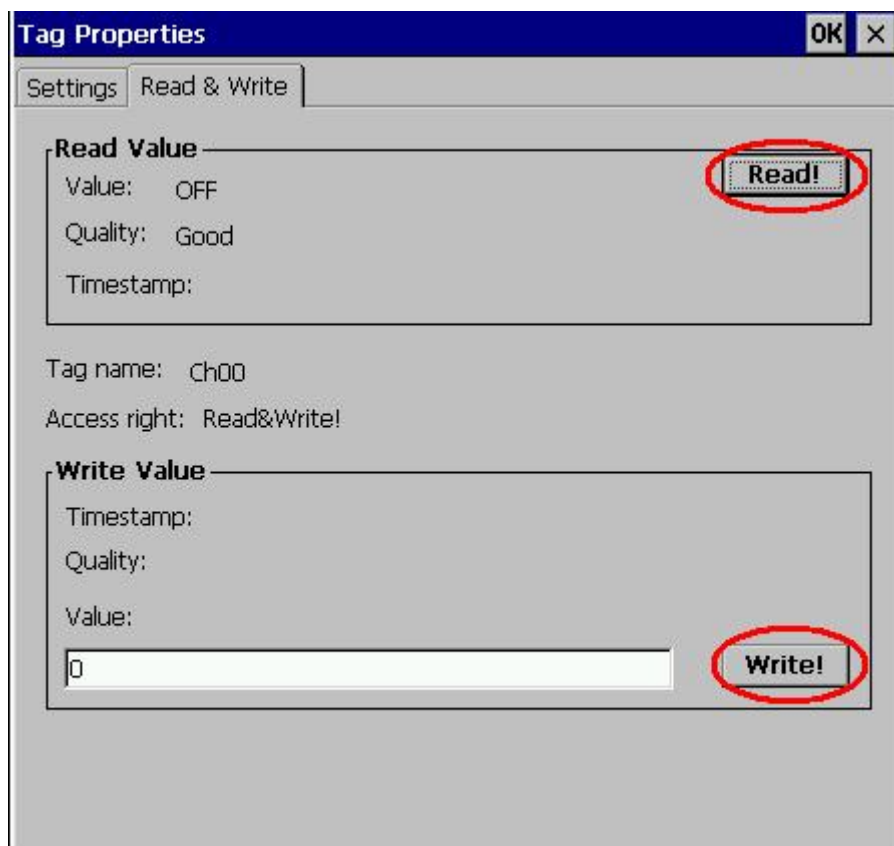 Tag Properties OK ×
Settings Read & Write
Read Value
Read!
Value: OFF
Quality: Good
Timestamp:
Tag name: Ch00
Access right: Read&Write!
Write Value
Timestamp:
Quality:
Value:
0 Write!